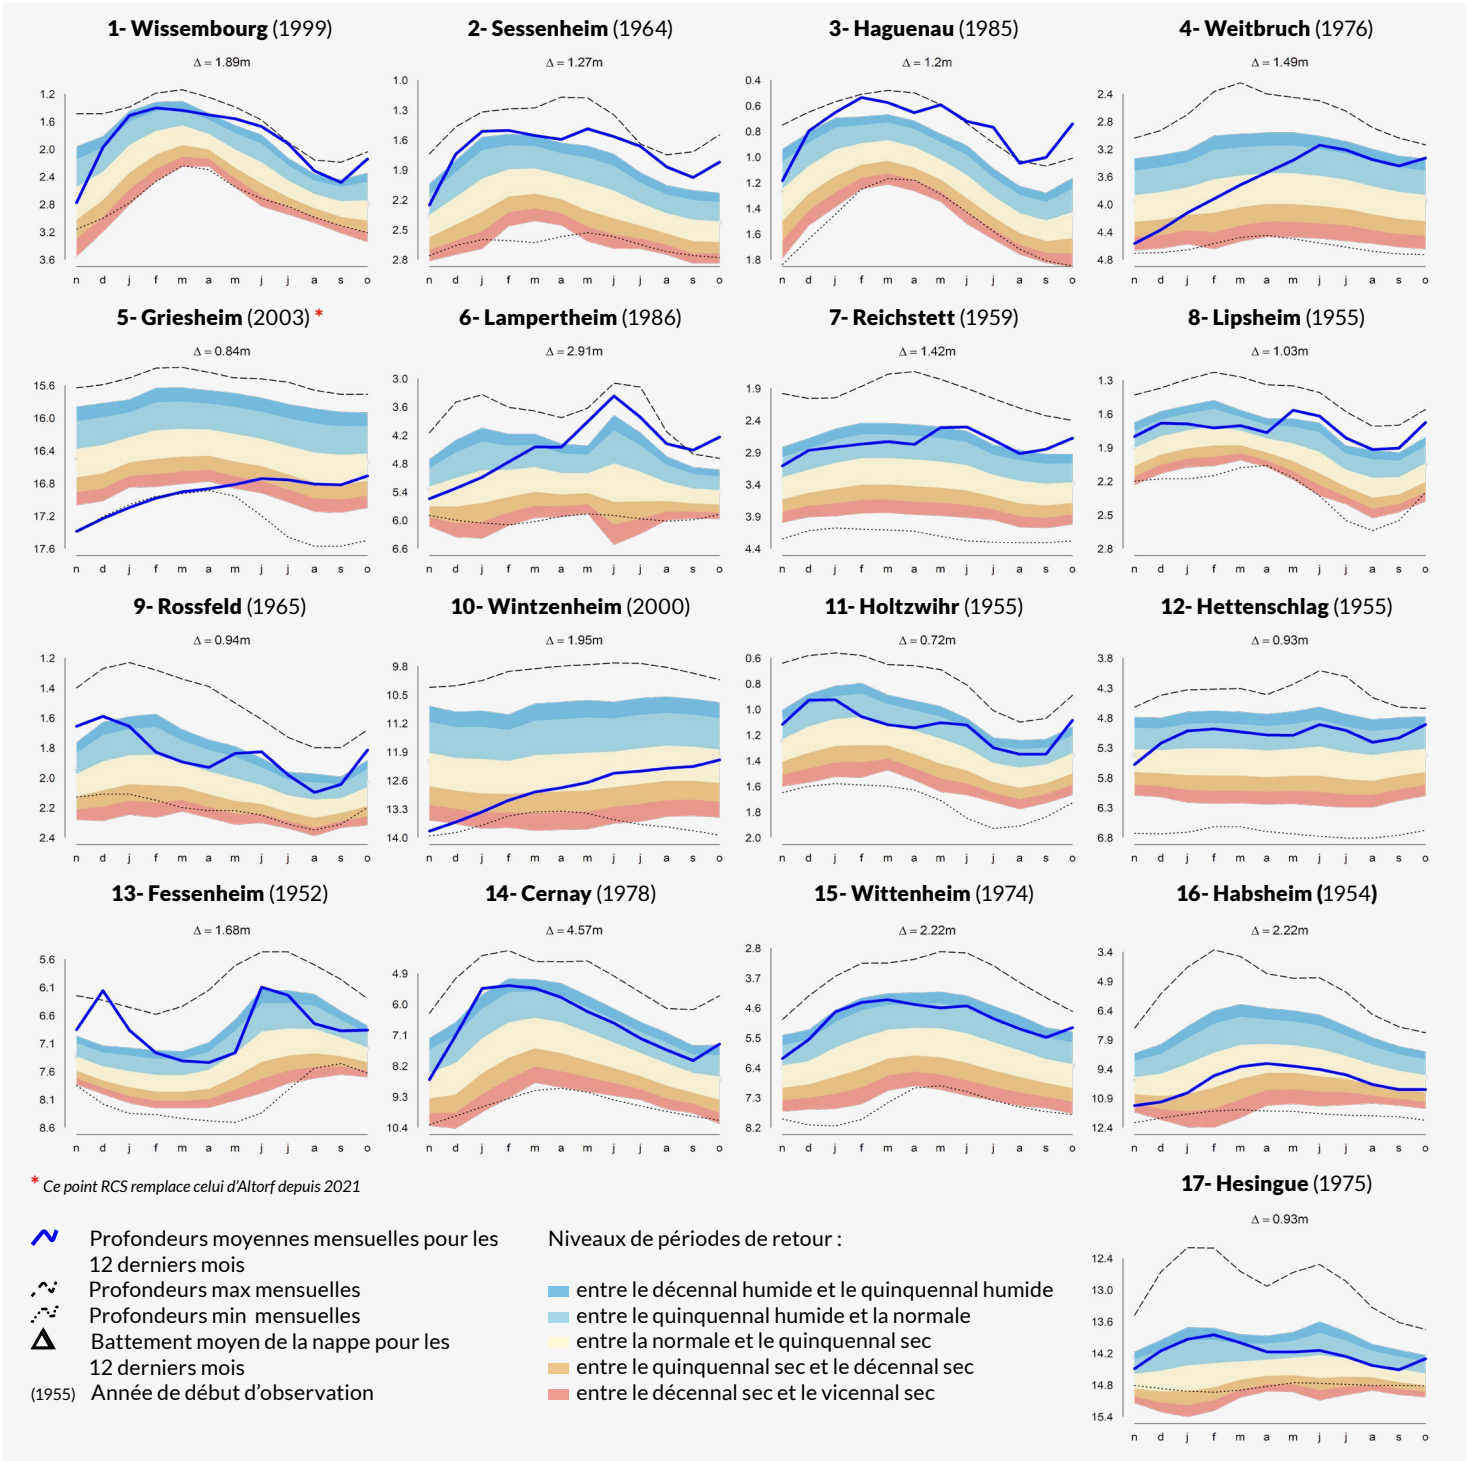 1- Wissembourg (1999)
Δ = 1.89m
1.2
1.6
2.0
2.4
2.8
3.2
3.6
n d j f m a m j j a s o
2- Sessenheim (1964)
Δ = 1.27m
1.0
1.3
1.6
1.9
2.2
2.5
2.8
n d j f m a m j j a s o
3- Haguenau (1985)
Δ = 1.2m
0.4
0.6
0.8
1.0
1.2
1.4
1.6
1.8
n d j f m a m j j a s o
4- Weitbruch (1976)
Δ = 1.49m
2.4
2.8
3.2
3.6
4.0
4.4
4.8
n d j f m a m j j a s o
5- Griesheim (2003) *
Δ = 0.84m
15.6
16.0
16.4
16.8
17.2
17.6
n d j f m a m j j a s o
6- Lampertheim (1986)
Δ = 2.91m
3.0
3.6
4.2
4.8
5.4
6.0
6.6
n d j f m a m j j a s o
7- Reichstett (1959)
Δ = 1.42m
1.9
2.4
2.9
3.4
3.9
4.4
n d j f m a m j j a s o
8- Lipsheim (1955)
Δ = 1.03m
1.3
1.6
1.9
2.2
2.5
2.8
n d j f m a m j j a s o
9- Rossfeld (1965)
Δ = 0.94m
1.2
1.4
1.6
1.8
2.0
2.2
2.4
n d j f m a m j j a s o
10- Wintzenheim (2000)
Δ = 1.95m
9.8
10.5
11.2
11.9
12.6
13.3
14.0
n d j f m a m j j a s o
11- Holtzwihr (1955)
Δ = 0.72m
0.6
0.8
1.0
1.2
1.4
1.6
1.8
2.0
n d j f m a m j j a s o
12- Hettenschlag (1955)
Δ = 0.93m
3.8
4.3
4.8
5.3
5.8
6.3
6.8
n d j f m a m j j a s o
13- Fessenheim (1952)
Δ = 1.68m
5.6
6.1
6.6
7.1
7.6
8.1
8.6
n d j f m a m j j a s o
14- Cernay (1978)
Δ = 4.57m
4.9
6.0
7.1
8.2
9.3
10.4
n d j f m a m j j a s o
15- Wittenheim (1974)
Δ = 2.22m
2.8
3.7
4.6
5.5
6.4
7.3
8.2
n d j f m a m j j a s o
16- Habsheim (1954)
Δ = 2.22m
3.4
4.9
6.4
7.9
9.4
10.9
12.4
n d j f m a m j j a s o
17- Hesingue (1975)
Δ = 0.93m
12.4
13.0
13.6
14.2
14.8
15.4
n d j f m a m j j a s o
* Ce point RCS remplace celui d'Altorf depuis 2021
Profondeurs moyennes mensuelles pour les
12 derniers mois
Profondeurs max mensuelles
Profondeurs min mensuelles
Δ Battement moyen de la nappe pour les
12 derniers mois
(1955) Année de début d'observation
Niveaux de périodes de retour :
entre le décennal humide et le quinquennal humide
entre le quinquennal humide et la normale
entre la normale et le quinquennal sec
entre le quinquennal sec et le décennal sec
entre le décennal sec et le vicennal sec